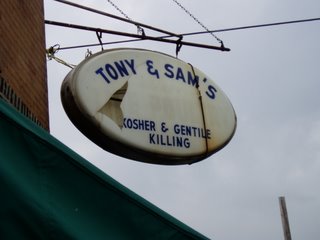 TONY & SAM'S
KOSHER & GENTILE
KILLING